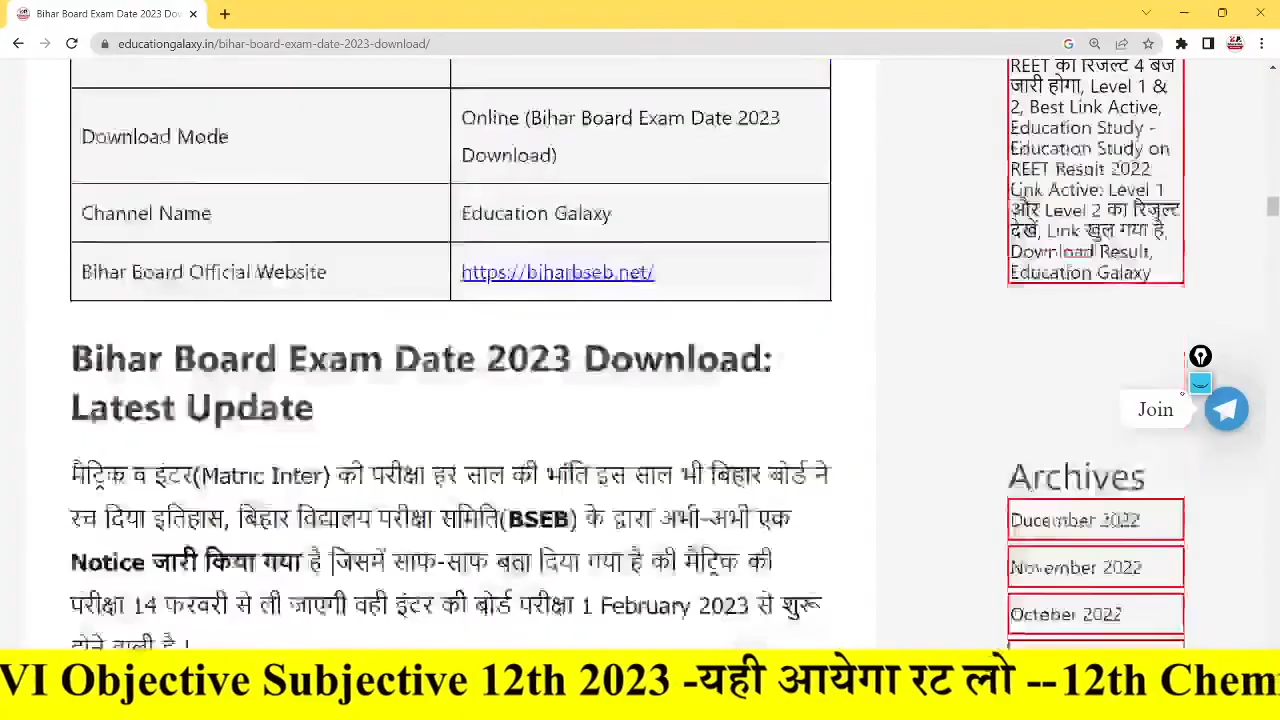 Bihar Board Exam Date 2023 Dow
educationgalaxy.in/bihar-board-exam-date-2023-download/
Download Mode
Online (Bihar Board Exam Date 2023
Download)
Channel Name
Education Galaxy
Bihar Board Official Website
https://biharbseb.net/
Bihar Board Exam Date 2023 Download:
Latest Update
मैट्रिक व इंटर(Matric Inter) की परीक्षा हर साल की भांति इस साल भी बिहार बोर्ड ने
रच दिया इतिहास, बिहार विद्यालय परीक्षा समिति(BSEB) के द्वारा अभी-अभी एक
Notice जारी किया गया है जिसमें साफ-साफ बता दिया गया है की मैट्रिक की
परीक्षा 14 फरवरी से ली जाएगी वही इंटर की बोर्ड परीक्षा 1 February 2023 से शुरू
होने वाली है।
REET का रिजल्ट 4 बजे
जारी होगा, Level 1 &
2, Best Link Active,
Education Study -
Education Study on
REET Result 2022
Link Active: Level 1
और Level 2 का रिजल्ट
देखें, Link खुल गया है,
Download Result,
Education Galaxy
Join
Archives
December 2022
November 2022
October 2022
VI Objective Subjective 12th 2023 -यही आयेगा रट लो --12th Chem